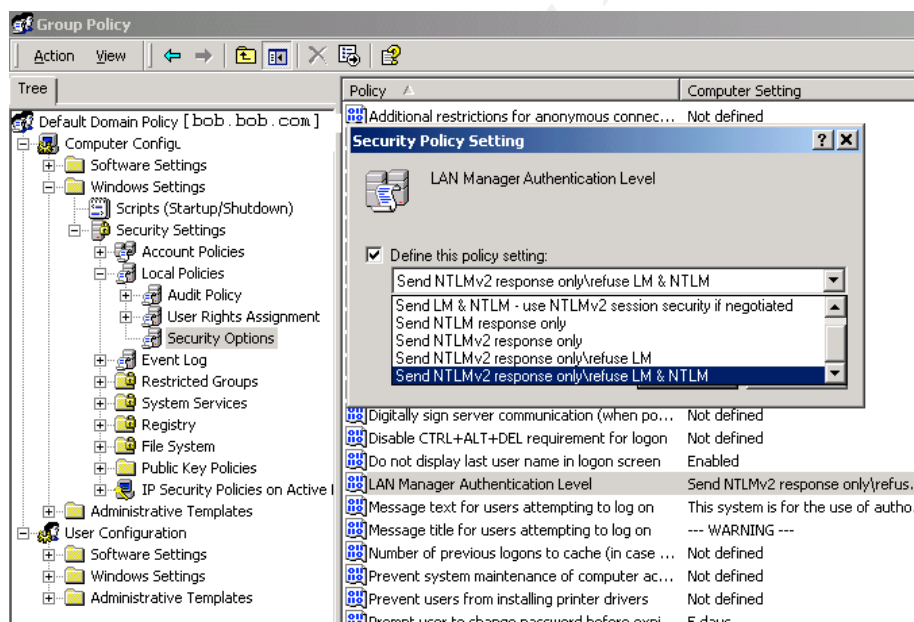 Group Policy
Action View
Tree
Policy Computer Setting
Default Domain Policy [bob.bob.com]
Computer Configu
Software Settings
Windows Settings
Scripts (Startup/Shutdown)
Security Settings
Account Policies
Local Policies
Audit Policy
User Rights Assignment
Security Options
Event Log
Restricted Groups
System Services
Registry
File System
Public Key Policies
IP Security Policies on Active
Administrative Templates
User Configuration
Software Settings
Windows Settings
Administrative Templates
Additional restrictions for anonymous connec... Not defined
Security Policy Setting
LAN Manager Authentication Level
Define this policy setting:
Send NTLMv2 response only\refuse LM & NTLM
Send LM & NTLM - use NTLMv2 session security if negotiated
Send NTLM response only
Send NTLMv2 response only
Send NTLMv2 response only\refuse LM
Send NTLMv2 response only\refuse LM & NTLM
Digitally sign server communication (when po... Not defined
Disable CTRL+ALT+DEL requirement for logon Not defined
Do not display last user name in logon screen Enabled
LAN Manager Authentication Level Send NTLMv2 response only\refus..
Message text for users attempting to log on This system is for the use of autho..
Message title for users attempting to log on --- WARNING ---
Number of previous logons to cache (in case ... Not defined
Prevent system maintenance of computer ac... Not defined
Prevent users from installing printer drivers Not defined
Prompt user to change password before expi...